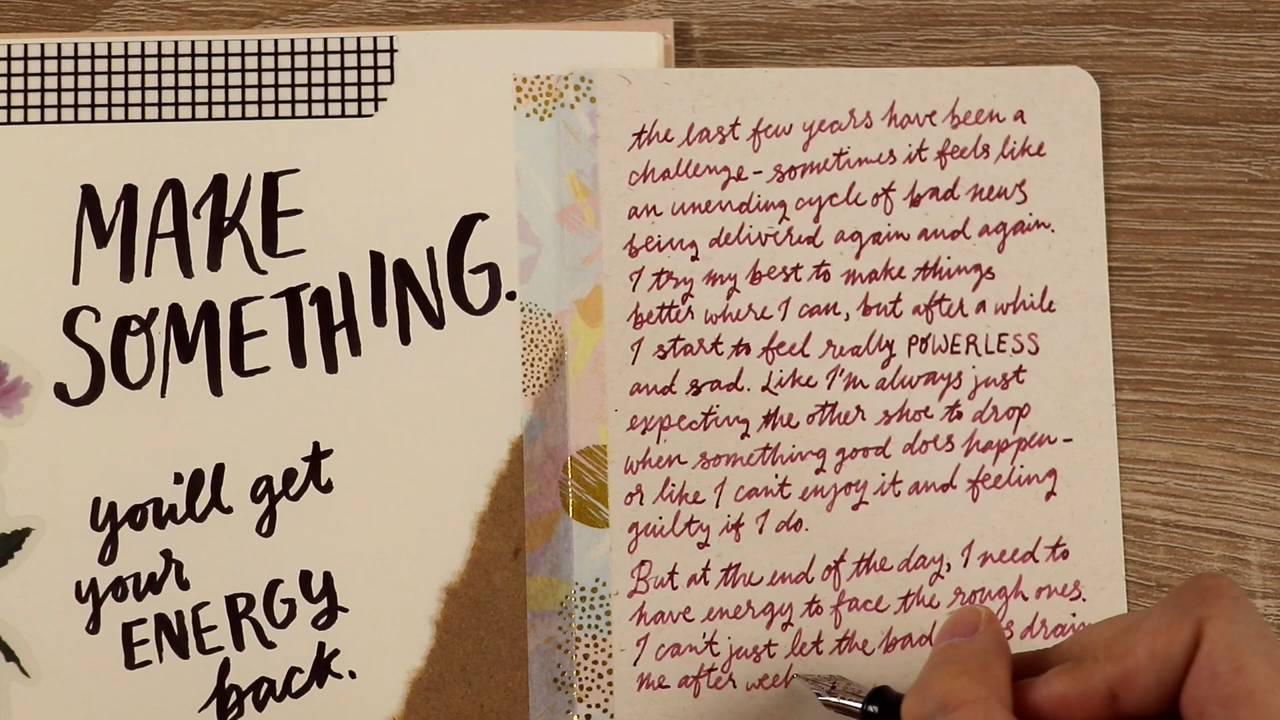 MAKE
SOMETHING.
you'll get
your
ENERGY
back.
the last few years have been a
challenge - sometimes it feels like
an unending cycle of bad news
being delivered again and again.
I try my best to make things
better where I can, but after a while
I start to feel really POWERLESS
and sad. Like I'm always just
expecting the other shoe to drop
when something good does happen -
or like I can't enjoy it and feeling
guilty if I do.
But at the end of the day, I need to
have energy to face the rough ones.
I can't just let the bad drain
me after week